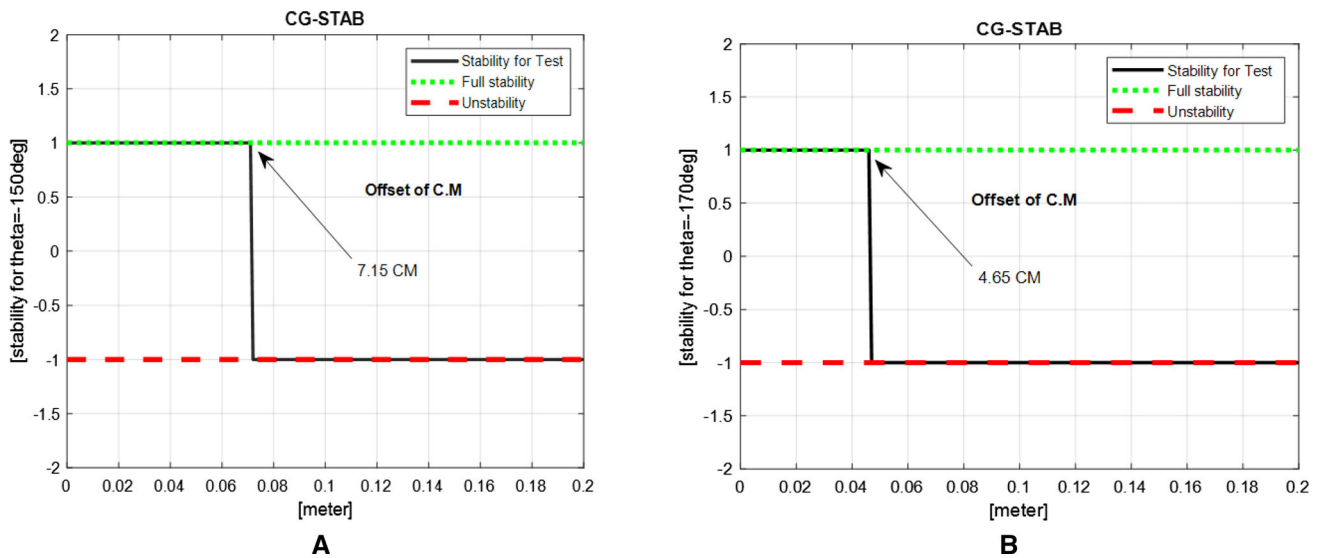 CG-STAB
2
1.5
1
0.5
0
-0.5
-1
-1.5
-2
[stability for theta=-150deg]
Stability for Test
Full stability
Unstability
Offset of C.M
7.15 CM
0 0.02 0.04 0.06 0.08 0.1 0.12 0.14 0.16 0.18 0.2
[meter]
A
CG-STAB
2
1.5
1
0.5
0
-0.5
-1
-1.5
-2
[stability for theta=-170deg]
Stability for Test
Full stability
Unstability
Offset of C.M
4.65 CM
0 0.02 0.04 0.06 0.08 0.1 0.12 0.14 0.16 0.18 0.2
[meter]
B